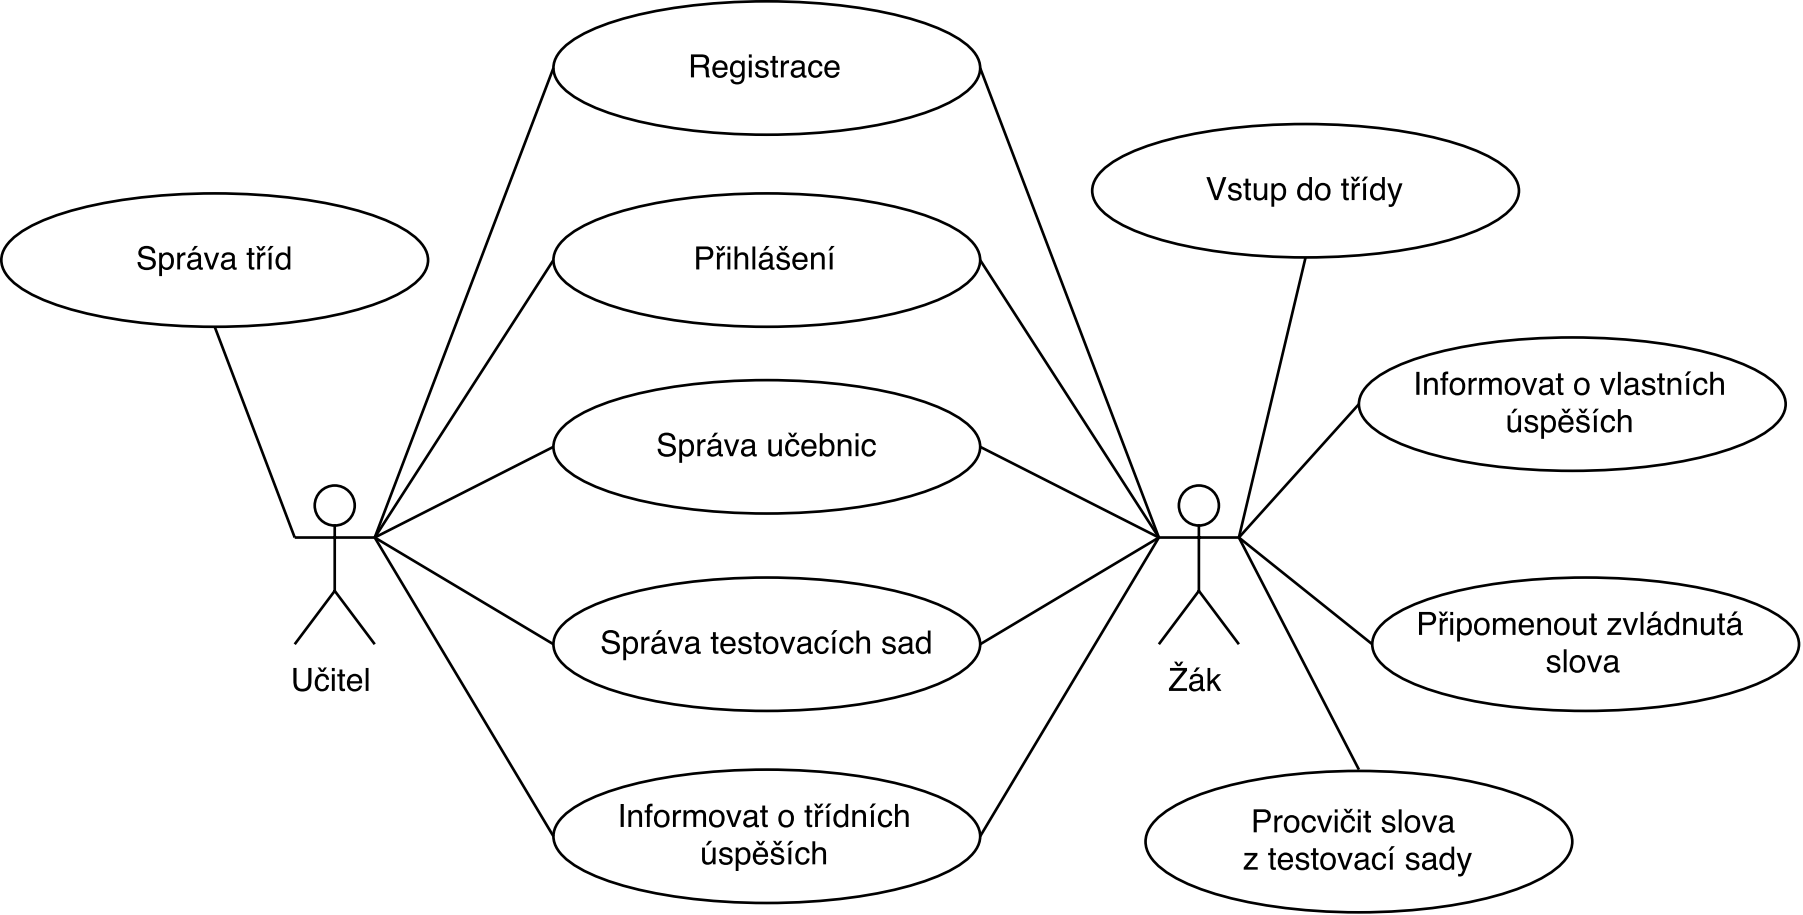 Registrace
Vstup do třídy
Správa tříd
Přihlášení
Informovat o vlastních
úspěších
Správa učebnic
Připomenout zvládnutá
slova
Správa testovacích sad
Učitel
Žák
Informovat o třídních
úspěších
Procvičit slova
z testovací sady